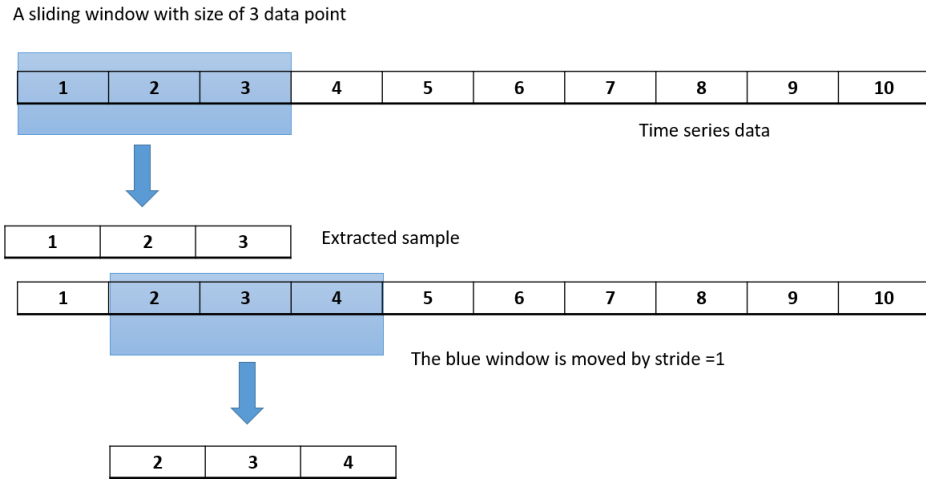 A sliding window with size of 3 data point
1 2 3 4 5 6 7 8 9 10
Time series data
1 2 3
Extracted sample
1 2 3 4 5 6 7 8 9 10
The blue window is moved by stride =1
2 3 4